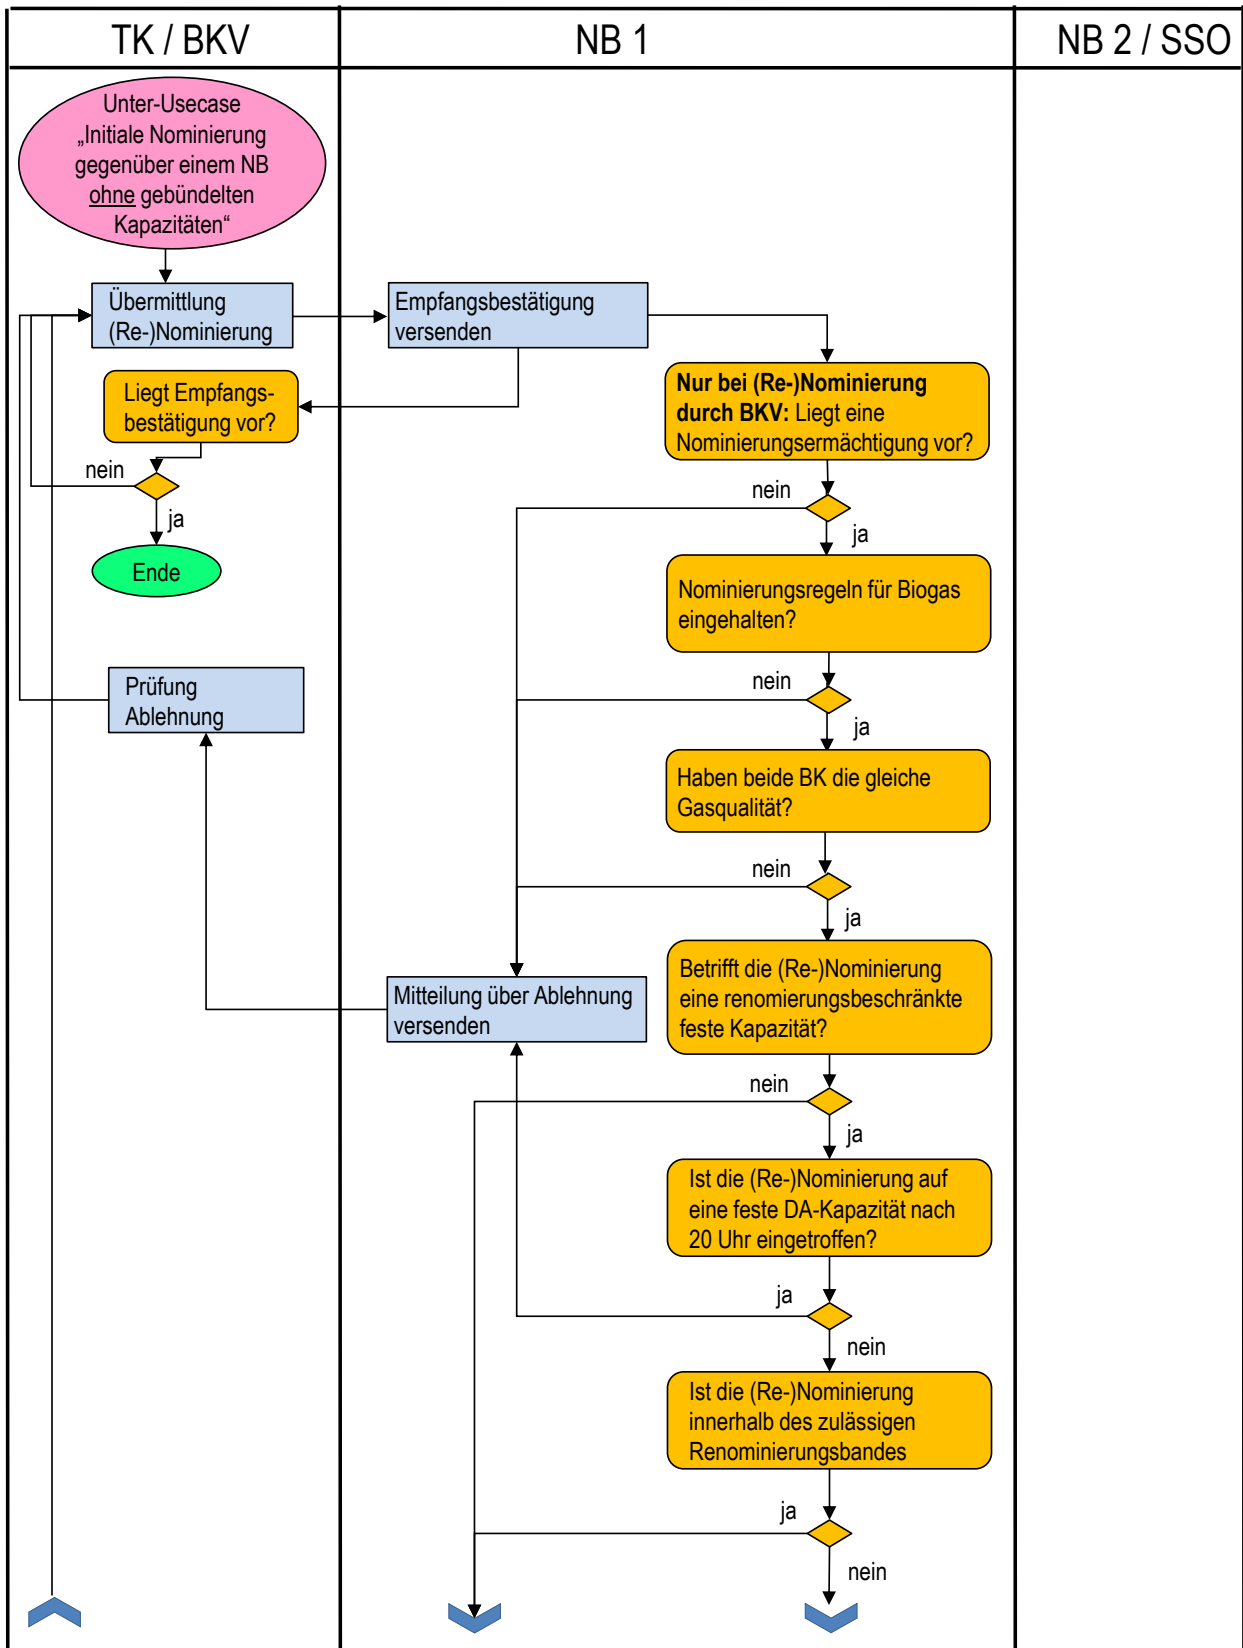 TK / BKV
NB 1
NB 2 / SSO
Unter-Usecase
„Initiale Nominierung
gegenüber einem NB
ohne gebündelten
Kapazitäten“
Übermittlung
(Re-)Nominierung
Empfangsbestätigung
versenden
Liegt Empfangs-
bestätigung vor?
nein
ja
Ende
Nur bei (Re-)Nominierung
durch BKV: Liegt eine
Nominierungsermächtigung vor?
nein
ja
Nominierungsregeln für Biogas
eingehalten?
nein
ja
Prüfung
Ablehnung
Haben beide BK die gleiche
Gasqualität?
nein
ja
Mitteilung über Ablehnung
versenden
Betrifft die (Re-)Nominierung
eine renomierungsbeschränkte
feste Kapazität?
nein
ja
Ist die (Re-)Nominierung auf
eine feste DA-Kapazität nach
20 Uhr eingetroffen?
ja
nein
Ist die (Re-)Nominierung
innerhalb des zulässigen
Renominierungsbandes
ja
nein